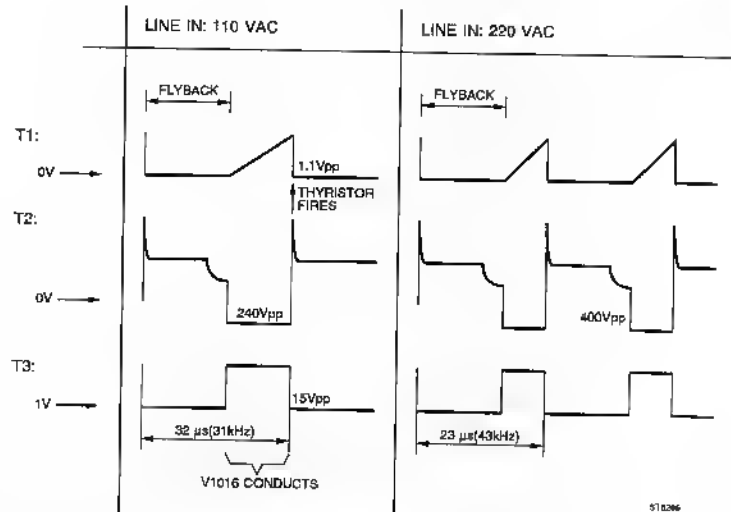 LINE IN: 110 VAC
LINE IN: 220 VAC
FLYBACK
FLYBACK
T1:
0V
1.1Vpp
THYRISTOR
FIRES
T2:
0V
240Vpp
400Vpp
T3:
1V
15Vpp
32 µs(31kHz)
23 µs(43kHz)
V1016 CONDUCTS